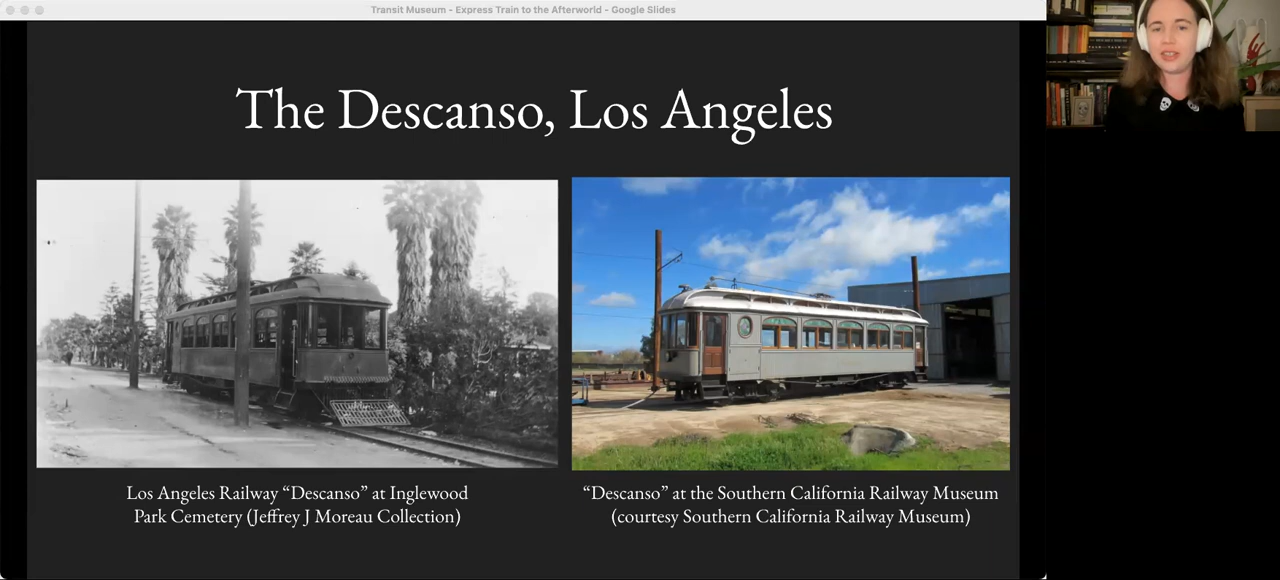 Transit Museum - Express Train to the Afterworld - Google Slides
The Descanso, Los Angeles
Los Angeles Railway “Descanso” at Inglewood
Park Cemetery (Jeffrey J Moreau Collection)
“Descanso” at the Southern California Railway Museum
(courtesy Southern California Railway Museum)